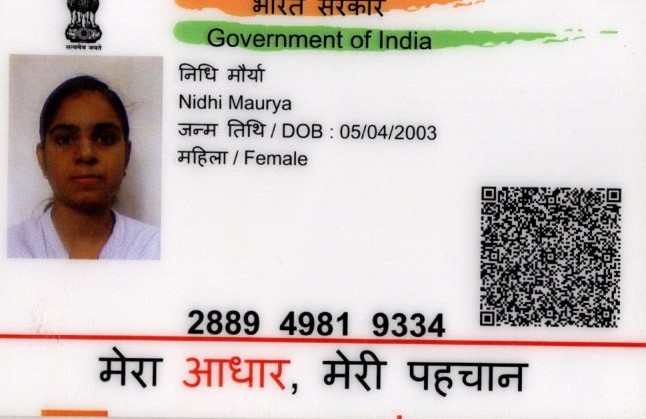 भारत सरकार
Government of India
सत्यमेव जयते
निधि मौर्या
Nidhi Maurya
जन्म तिथि / DOB : 05/04/2003
महिला / Female
2889 4981 9334
मेरा आधार, मेरी पहचान